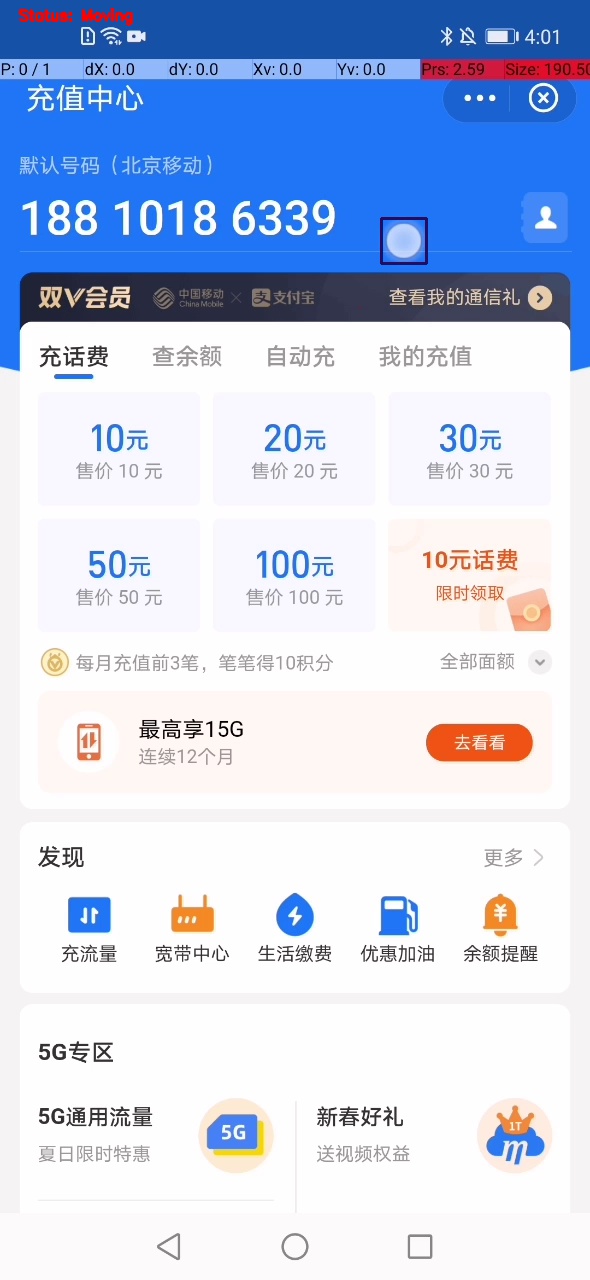 Status: Moving
4:01
P: 0 / 1 dX: 0.0 dY: 0.0 Xv: 0.0 Yv: 0.0 Prs: 2.59 Size: 190.50
充值中心
默认号码（北京移动）
188 1018 6339
双V会员 中国移动 China Mobile × 支付宝 查看我的通信礼
充话费 查余额 自动充 我的充值
10元 20元 30元
售价 10 元 售价 20 元 售价 30 元
50元 100元 10元话费
售价 50 元 售价 100 元 限时领取
每月充值前3笔，笔笔得10积分 全部面额
最高享15G
连续12个月 去看看
发现 更多
充流量 宽带中心 生活缴费 优惠加油 余额提醒
5G专区
5G通用流量 5G 新春好礼 1T m
夏日限时特惠 送视频权益